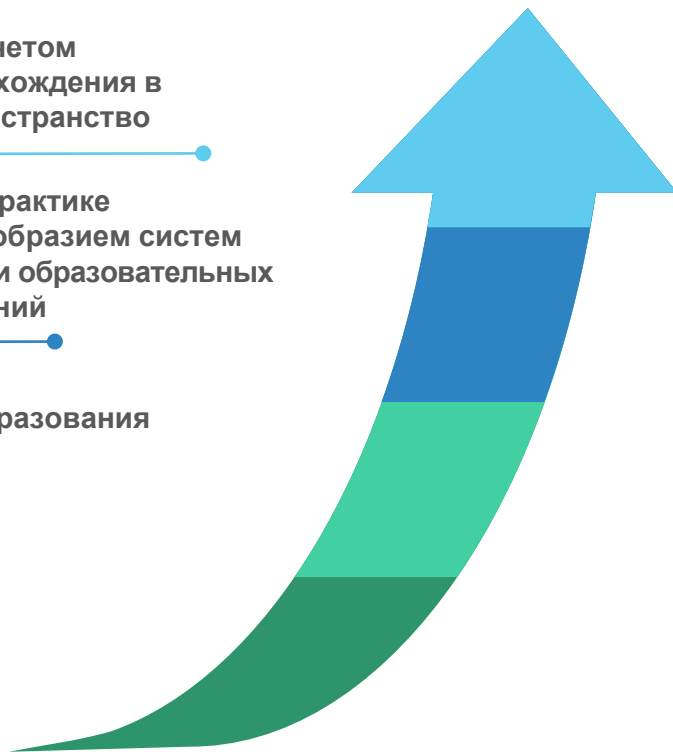 четом
хождения в
странство
рактике
образием систем
и образовательных
ний
разования